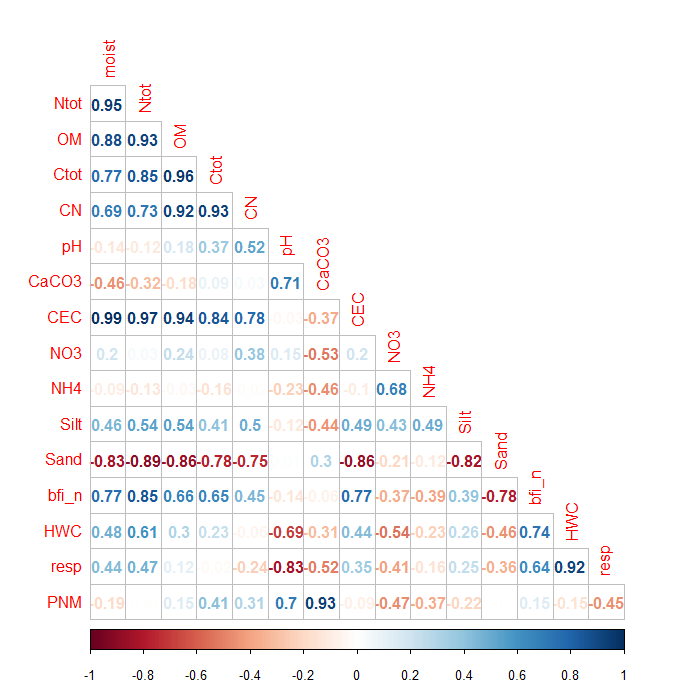 moist
Ntot 0.95 Ntot
OM 0.88 0.93 OM
Ctot 0.77 0.85 0.96 Ctot
CN 0.69 0.73 0.92 0.93 CN
pH -0.14 -0.12 0.18 0.37 0.52 pH
CaCO3 -0.46 -0.32 -0.18 0.09 0.03 0.71 CaCO3
CEC 0.99 0.97 0.94 0.84 0.78 -0.37 CEC
NO3 0.2 0.03 0.24 0.08 0.38 0.15 -0.53 0.2 NO3
NH4 -0.09 -0.13 -0.03 -0.16 -0.23 -0.46 -0.1 0.68 NH4
Silt 0.46 0.54 0.54 0.41 0.5 -0.12 -0.44 0.49 0.43 0.49 Silt
Sand -0.83 -0.89 -0.86 -0.78 -0.75 0.3 -0.86 -0.21 -0.12 -0.82 Sand
bfi_n 0.77 0.85 0.66 0.65 0.45 -0.14 -0.06 0.77 -0.37 -0.39 0.39 -0.78 bfi_n
HWC 0.48 0.61 0.3 0.23 -0.05 -0.69 -0.31 0.44 -0.54 -0.23 0.26 -0.46 0.74 HWC
resp 0.44 0.47 0.12 -0.24 -0.83 -0.52 0.35 -0.41 -0.16 0.25 -0.36 0.64 0.92 resp
PNM -0.19 0.15 0.41 0.31 0.7 0.93 -0.09 -0.47 -0.37 -0.22 0.15 -0.15 -0.45
-1 -0.8 -0.6 -0.4 -0.2 0 0.2 0.4 0.6 0.8 1